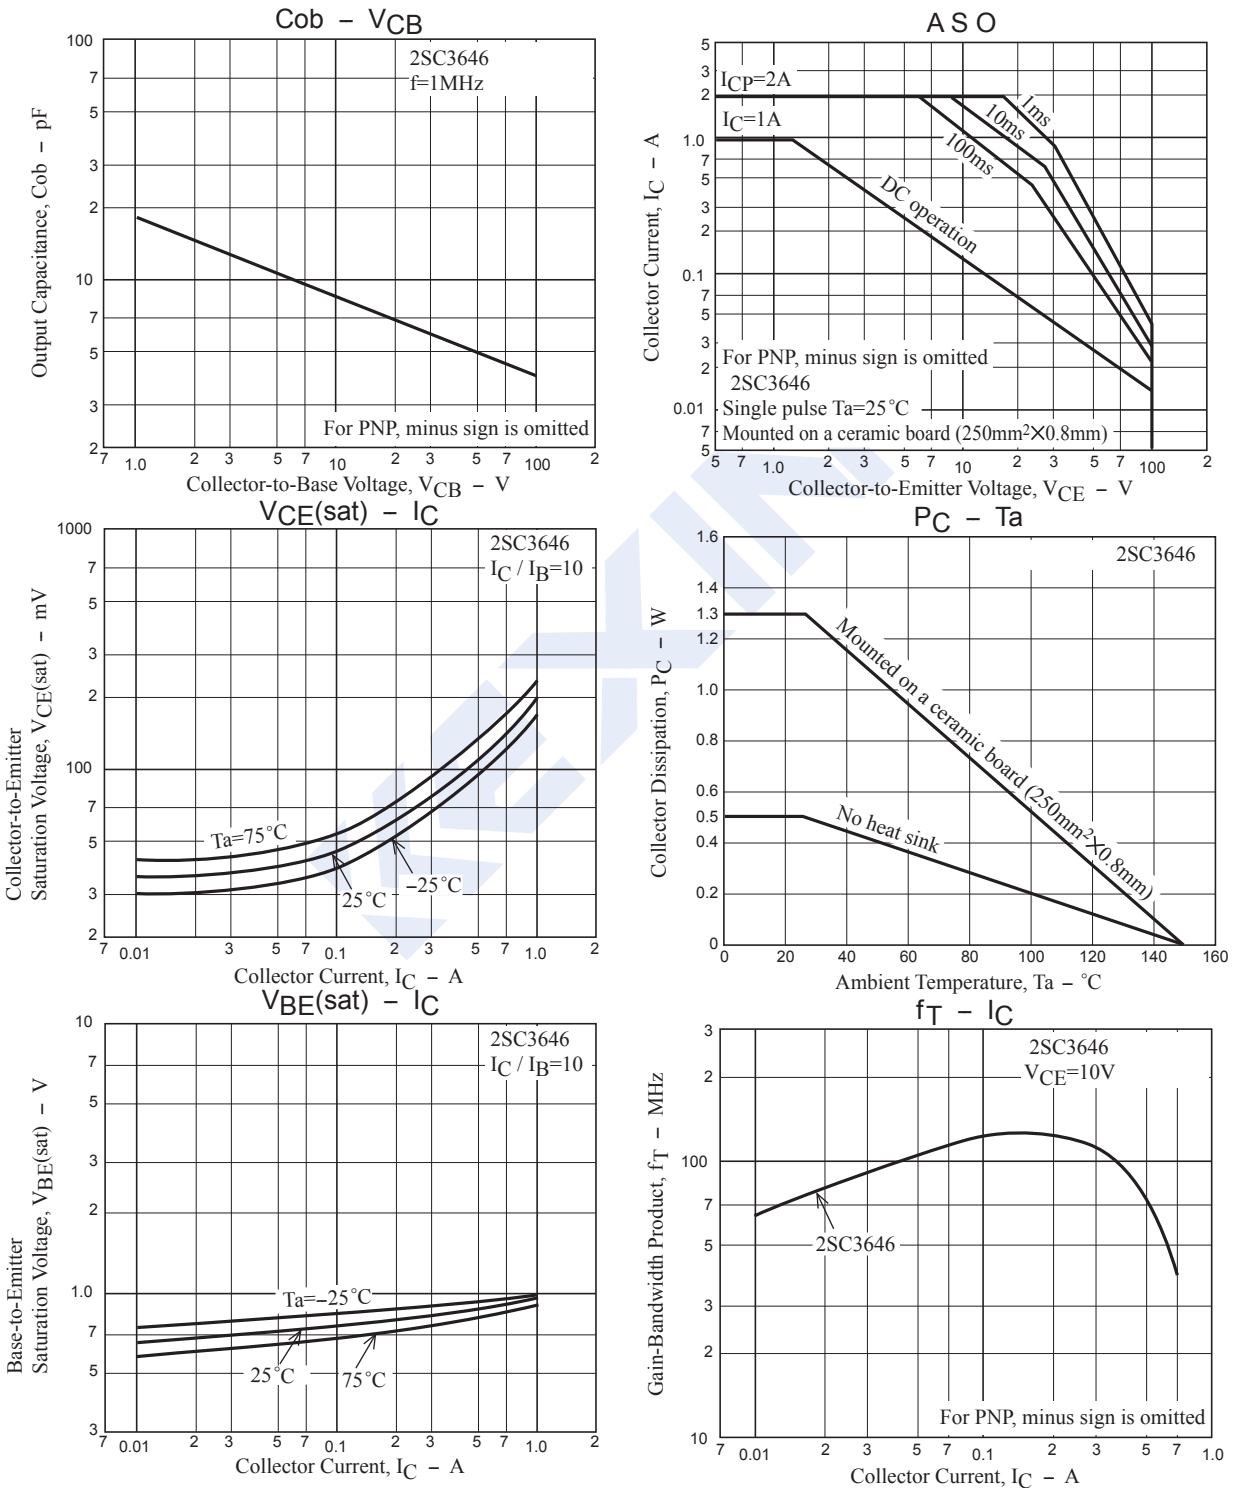 Cob – VCB
2SC3646
f=1MHz
Output Capacitance, Cob – pF
100
7
5
3
2
10
7
5
3
2
For PNP, minus sign is omitted
7 1.0 2 3 5 7 10 2 3 5 7 100 2
Collector-to-Base Voltage, VCB – V
A S O
ICP=2A
IC=1A
1ms
10ms
100ms
DC operation
Collector Current, IC – A
5
3
2
1.0
7
5
3
2
0.1
7
5
3
2
0.01
7
5
For PNP, minus sign is omitted
2SC3646
Single pulse Ta=25°C
Mounted on a ceramic board (250mm²×0.8mm)
5 7 1.0 2 3 5 7 10 2 3 5 7 100 2
Collector-to-Emitter Voltage, VCE – V
VCE(sat) – IC
2SC3646
IC / IB=10
Collector-to-Emitter
Saturation Voltage, VCE(sat) – mV
1000
7
5
3
2
100
7
5
3
2
Ta=75°C
25°C
–25°C
7 0.01 3 5 7 0.1 2 3 5 7 1.0 2
Collector Current, IC – A
PC – Ta
2SC3646
Collector Dissipation, PC – W
1.6
1.4
1.3
1.2
1.0
0.8
0.6
0.5
0.4
0.2
0
Mounted on a ceramic board (250mm²×0.8mm)
No heat sink
0 20 40 60 80 100 120 140 160
Ambient Temperature, Ta – °C
VBE(sat) – IC
2SC3646
IC / IB=10
Base-to-Emitter
Saturation Voltage, VBE(sat) – V
10
7
5
3
2
1.0
7
5
3
Ta=–25°C
25°C
75°C
7 0.01 2 3 5 7 0.1 2 3 5 7 1.0 2
Collector Current, IC – A
fT – IC
2SC3646
VCE=10V
Gain-Bandwidth Product, fT – MHz
3
2
100
7
5
3
2
10
2SC3646
For PNP, minus sign is omitted
7 0.01 2 3 5 7 0.1 2 3 5 7 1.0
Collector Current, IC – A
KEXIN